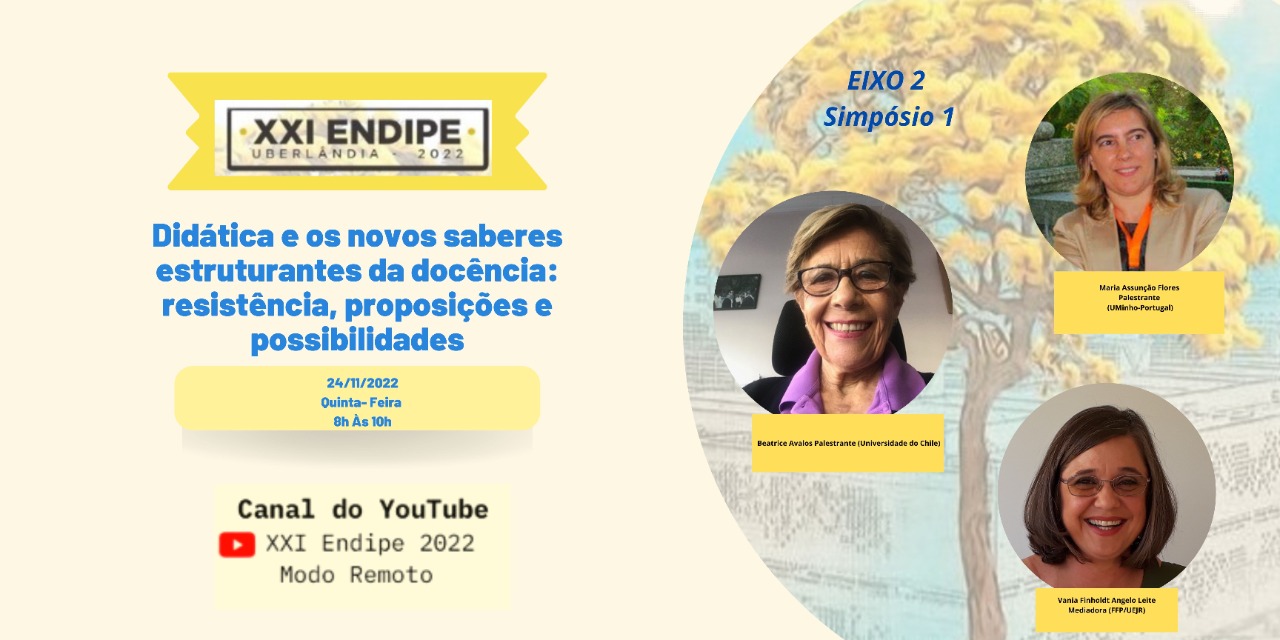 XXI ENDIPE
UBERLÂNDIA - 2022
Didática e os novos saberes
estruturantes da docência:
resistência, proposições e
possibilidades
24/11/2022
Quinta- Feira
8h Às 10h
Canal do YouTube
XXI Endipe 2022
Modo Remoto
EIXO 2
Simpósio 1
Maria Assunção Flores
Palestrante
(UMinho-Portugal)
Beatrice Avalos Palestrante (Universidade do Chile)
Vania Finholdt Angelo Leite
Mediadora (FFP/UEJR)